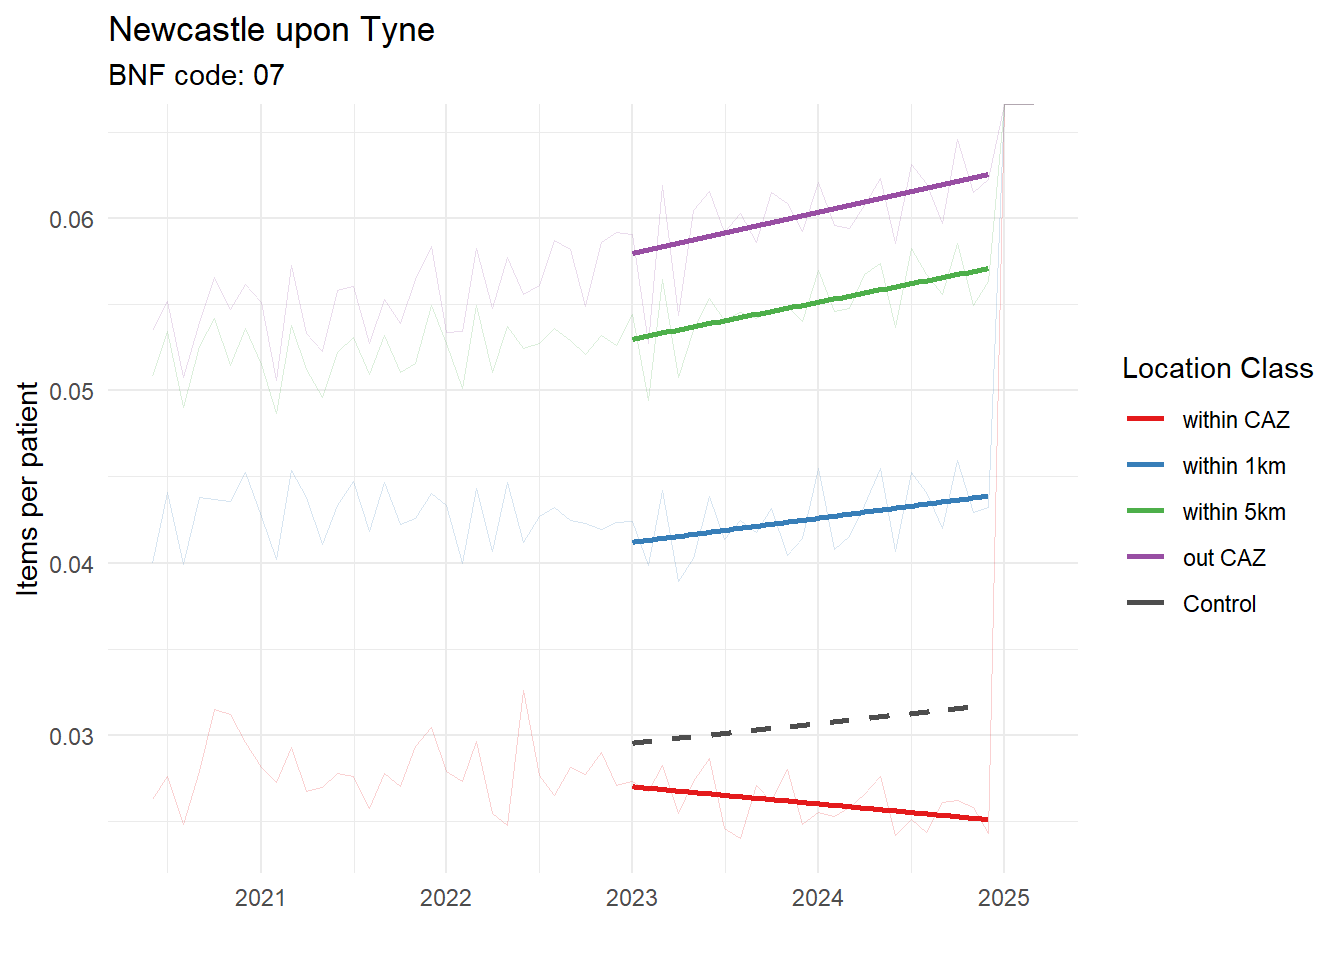 Newcastle upon Tyne
BNF code: 07
Items per patient
0.06
0.05
0.04
0.03
2021
2022
2023
2024
2025
Location Class
within CAZ
within 1km
within 5km
out CAZ
Control